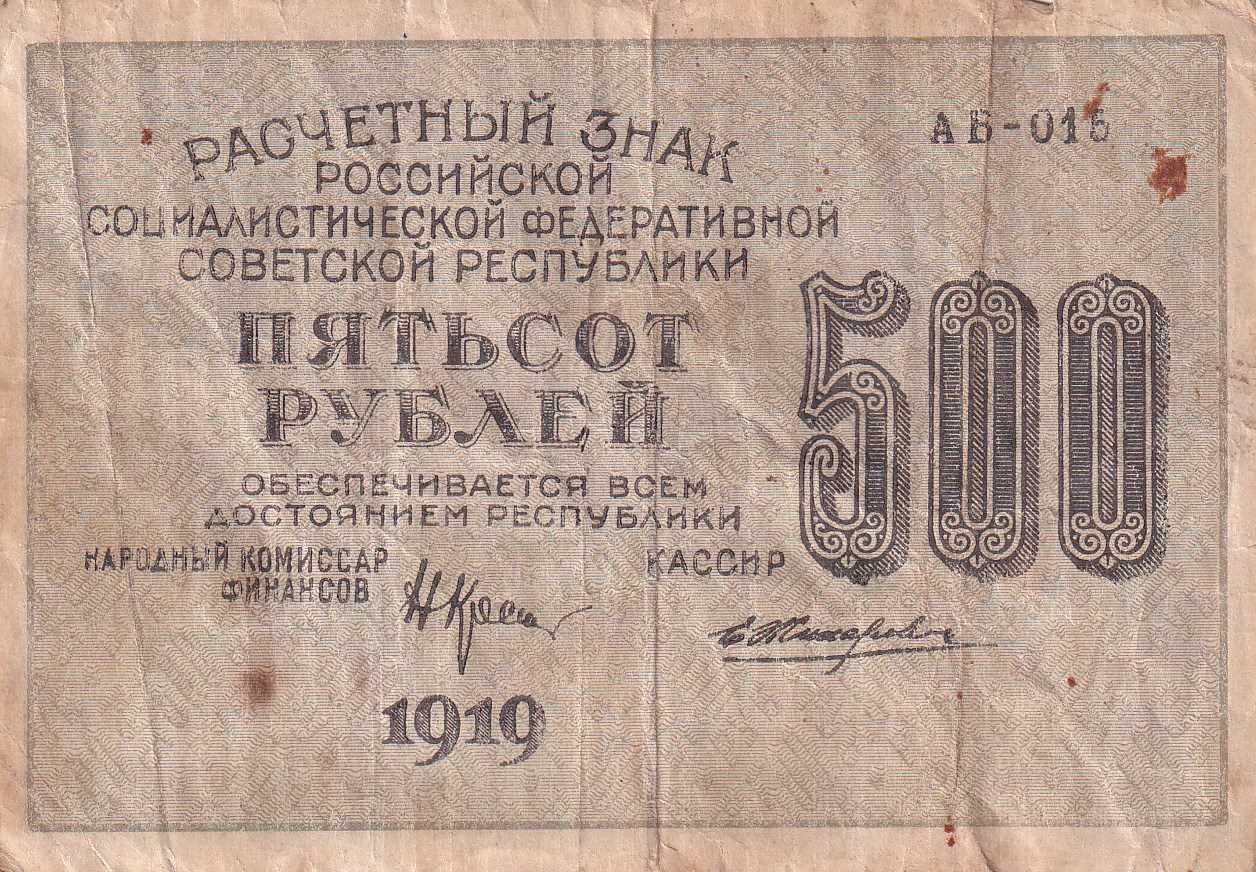 РАСЧЕТНЫЙ ЗНАК
АБ-015
РОССИЙСКОЙ
СОЦИАЛИСТИЧЕСКОЙ ФЕДЕРАТИВНОЙ
СОВЕТСКОЙ РЕСПУБЛИКИ
500
ПЯТЬСОТ
РУБЛЕЙ
ОБЕСПЕЧИВАЕТСЯ ВСЕМ
ДОСТОЯНИЕМ РЕСПУБЛИКИ
НАРОДНЫЙ КОМИССАР
ФИНАНСОВ
КАССИР
1919